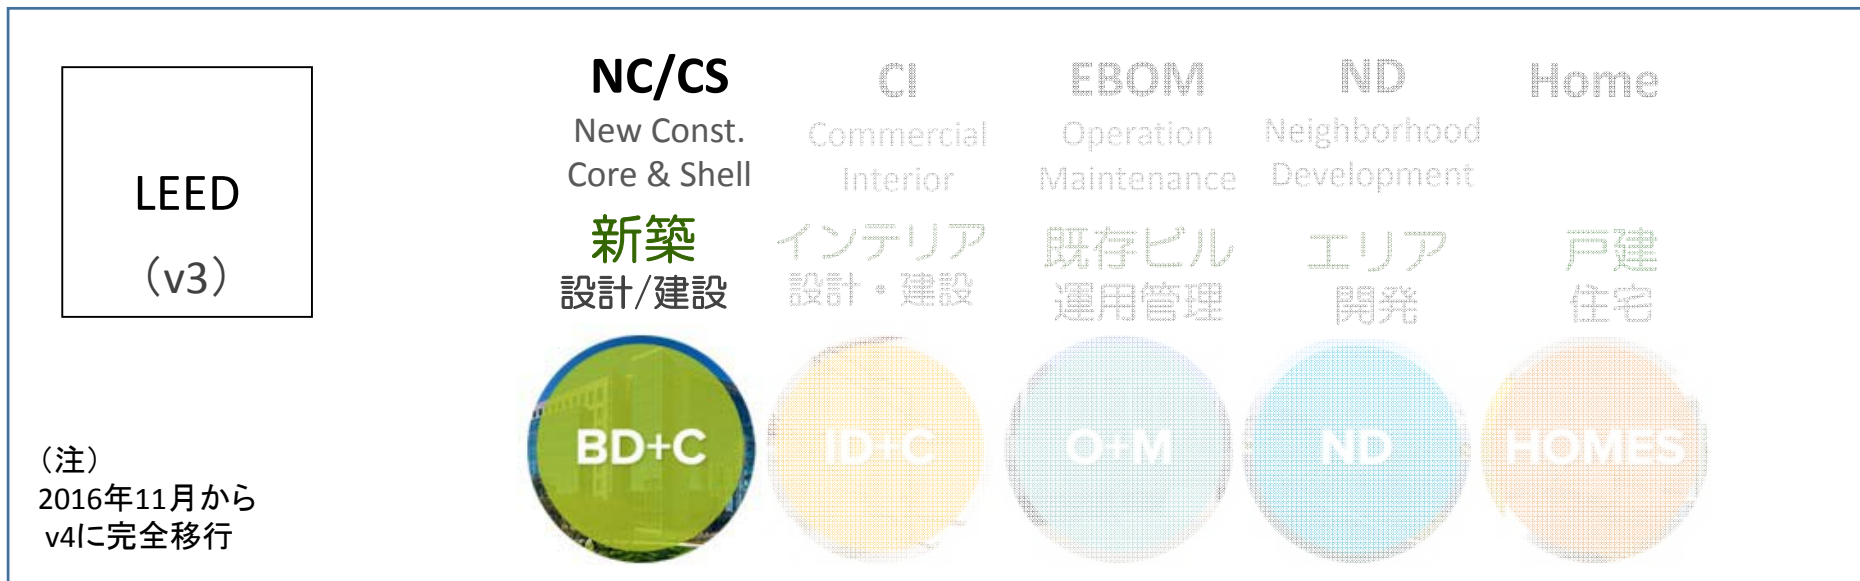 LEED
（v3）
（注）
2016年11月から
v4に完全移行
NC/CS
New Const.
Core & Shell
新築
設計/建設
BD+C
CI
Commercial
Interior
インテリア
設計・建設
ID+C
EBOM
Operation
Maintenance
既存ビル
運用管理
O+M
ND
Neighborhood
Development
エリア
開発
ND
Home
戸建
住宅
HOMES